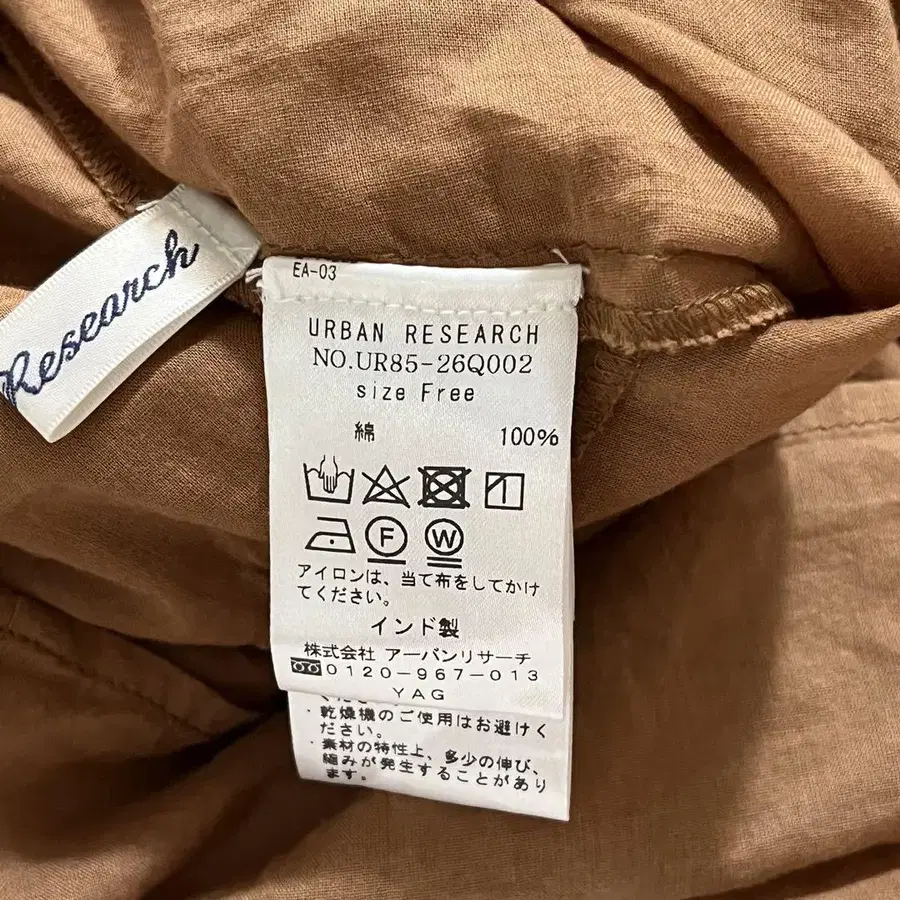 Research
EA-03
URBAN RESEARCH
NO.UR85-26Q002
size Free
綿 100%
1
F W
アイロンは、当て布をしてかけ
てください。
インド製
株式会社 アーバンリサーチ
0120-967-013
YAG
・乾燥機のご使用はお避けく
ださい。
・素材の特性上、多少の伸び、
縮みが発生することがあり
ます。